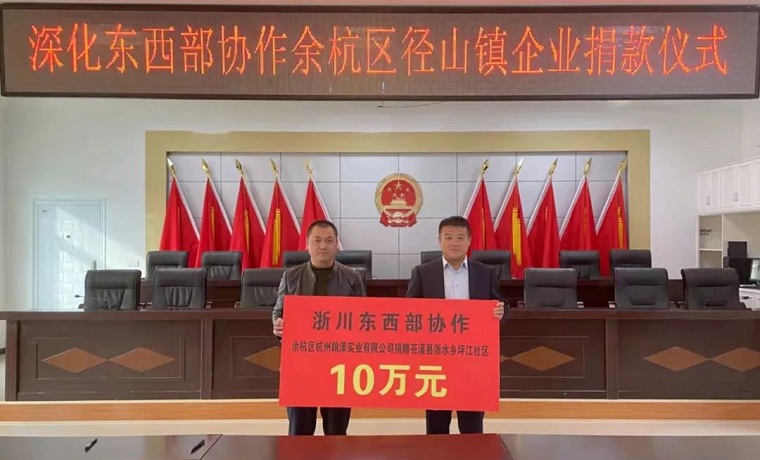 深化东西部协作余杭区径山镇企业捐款仪式
浙川东西部协作
余杭区杭州翰泽实业有限公司捐赠苍溪县浙水乡坪江社区
10万元